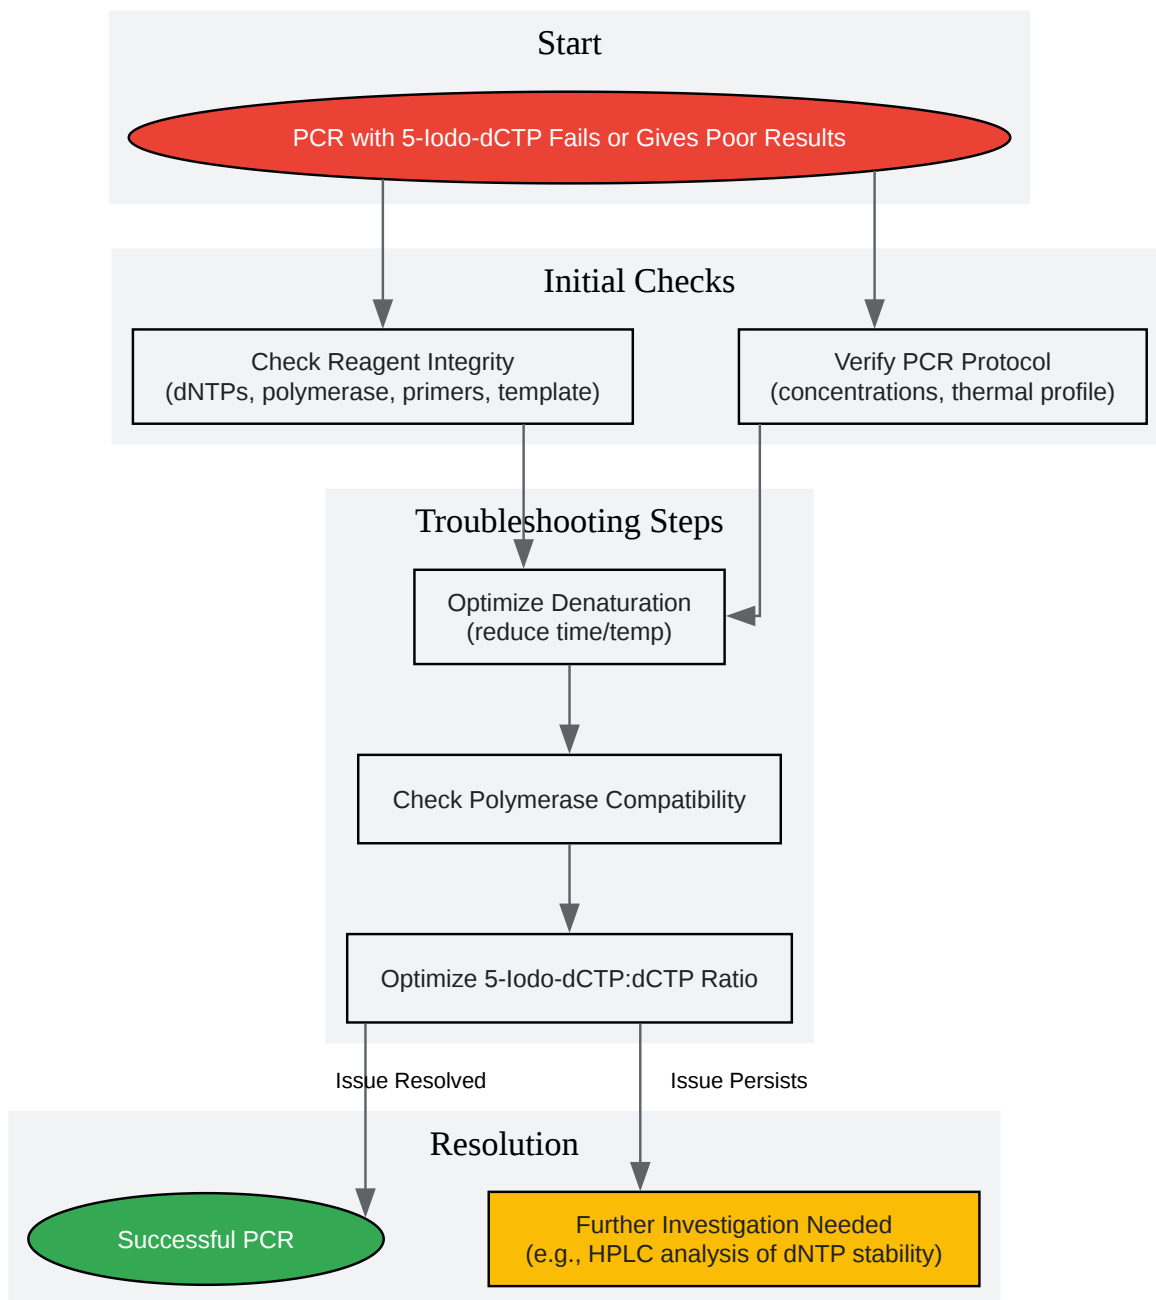 Start
PCR with 5-Iodo-dCTP Fails or Gives Poor Results
Initial Checks
Check Reagent Integrity
(dNTPs, polymerase, primers, template)
Verify PCR Protocol
(concentrations, thermal profile)
Troubleshooting Steps
Optimize Denaturation
(reduce time/temp)
Check Polymerase Compatibility
Optimize 5-Iodo-dCTP:dCTP Ratio
Issue Resolved
Issue Persists
Resolution
Successful PCR
Further Investigation Needed
(e.g., HPLC analysis of dNTP stability)